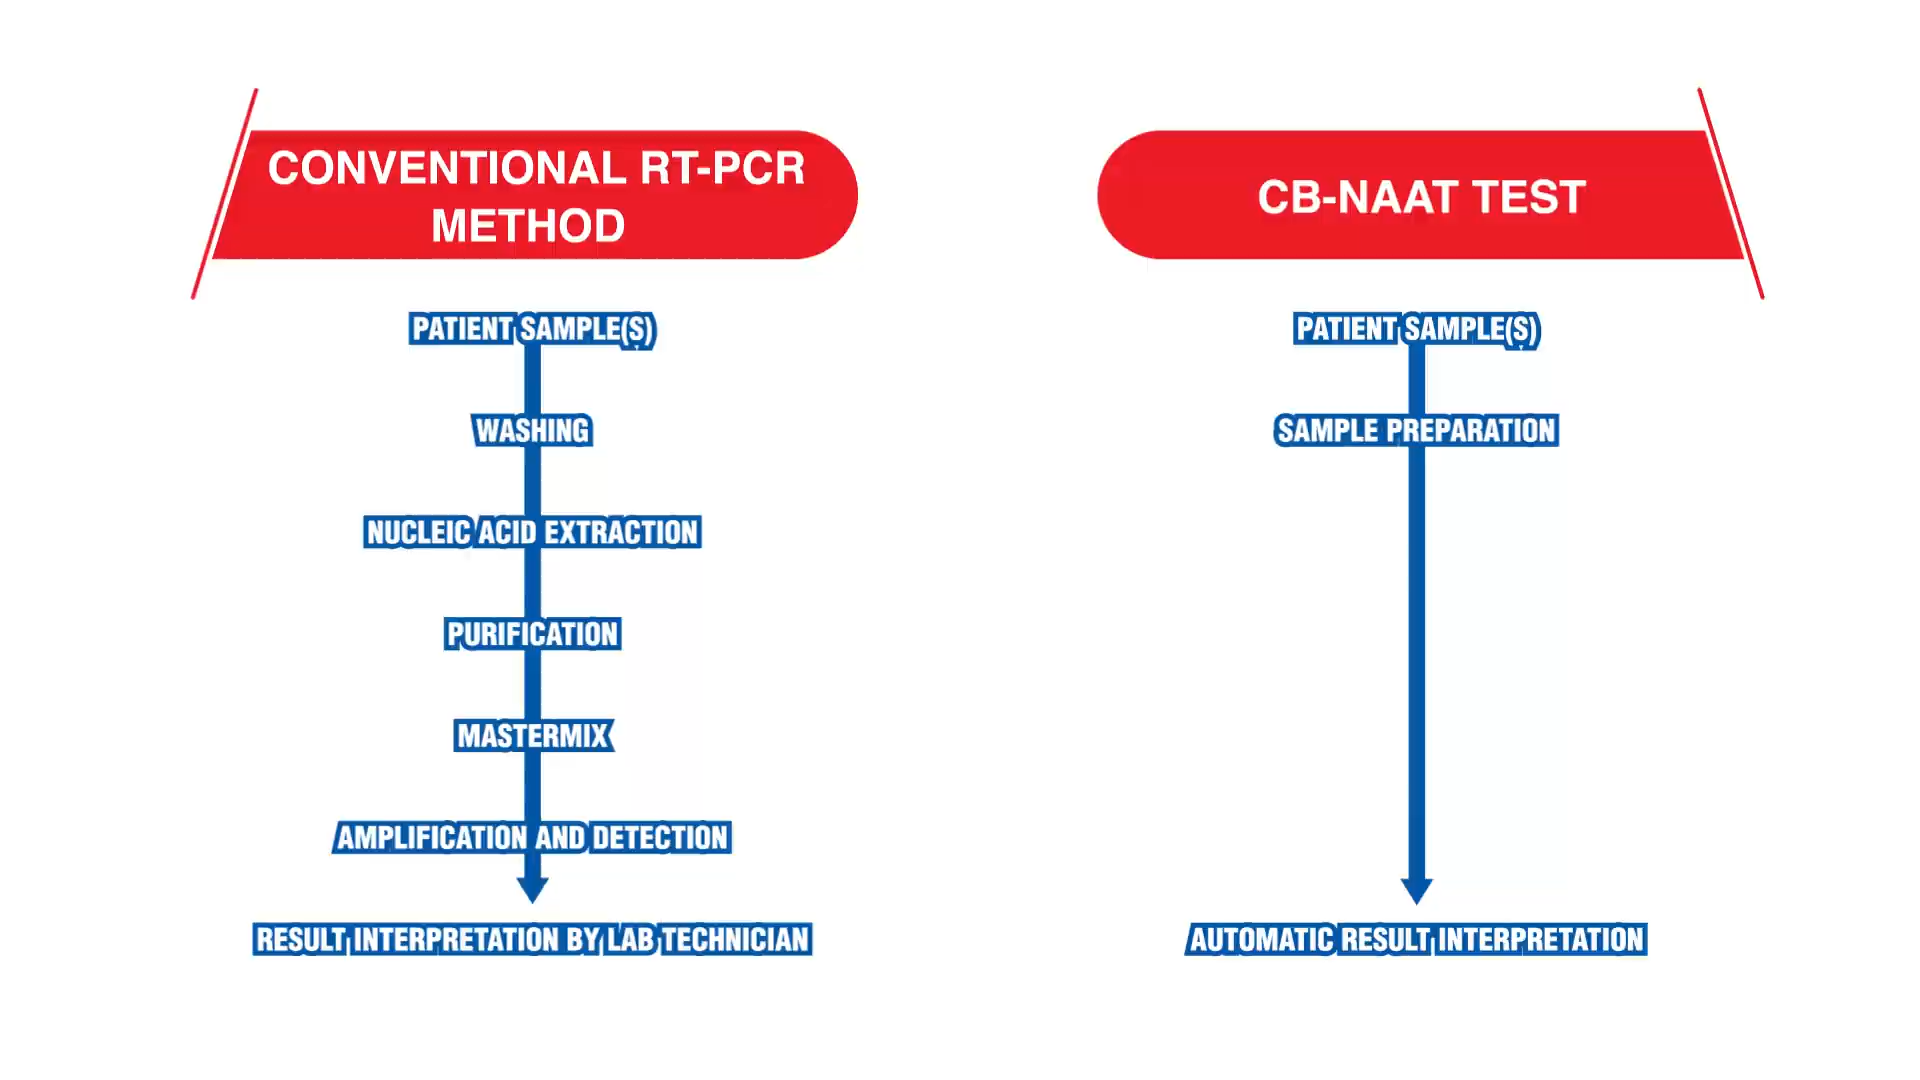 CONVENTIONAL RT-PCR
METHOD
PATIENT SAMPLE(S)
WASHING
NUCLEIC ACID EXTRACTION
PURIFICATION
MASTERMIX
AMPLIFICATION AND DETECTION
RESULT INTERPRETATION BY LAB TECHNICIAN
CB-NAAT TEST
PATIENT SAMPLE(S)
SAMPLE PREPARATION
AUTOMATIC RESULT INTERPRETATION